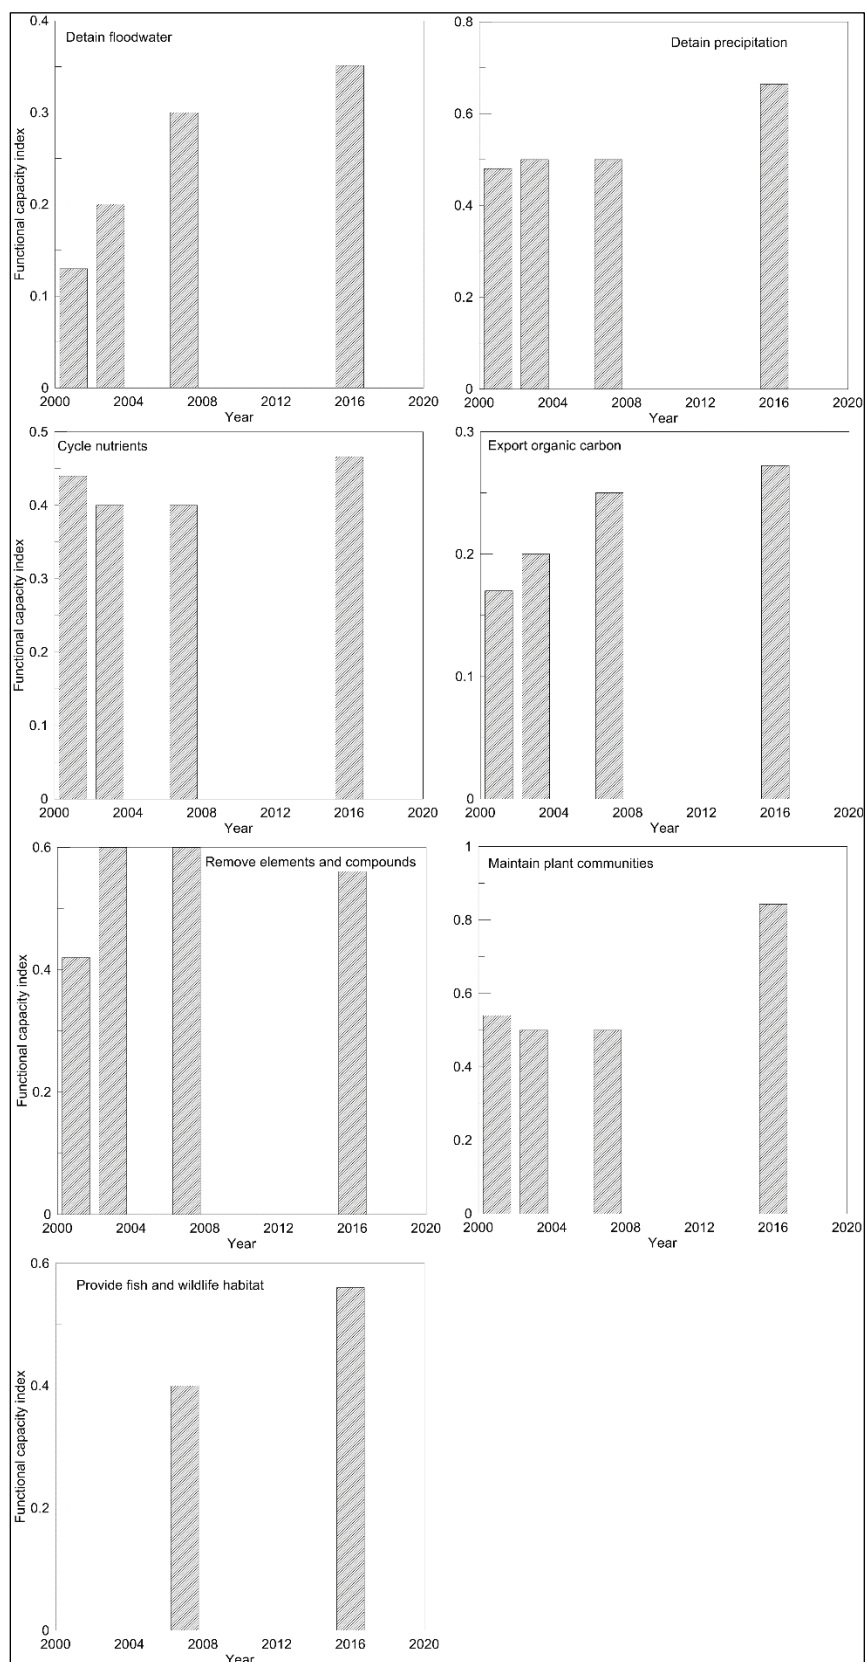 Detain floodwater
Functional capacity index
0.4
0.3
0.2
0.1
0
2000 2004 2008 2012 2016 2020
Year
Detain precipitation
0.8
0.6
0.4
0.2
0
2000 2004 2008 2012 2016 2020
Year
Cycle nutrients
Functional capacity index
0.5
0.4
0.3
0.2
0.1
0
2000 2004 2008 2012 2016 2020
Year
Export organic carbon
0.3
0.2
0.1
0
2000 2004 2008 2012 2016 2020
Year
Remove elements and compounds
Functional capacity index
0.6
0.4
0.2
0
2000 2004 2008 2012 2016 2020
Year
Maintain plant communities
1
0.8
0.6
0.4
0.2
0
2000 2004 2008 2012 2016 2020
Year
Provide fish and wildlife habitat
Functional capacity index
0.6
0.4
0.2
0
2000 2004 2008 2012 2016 2020
Year